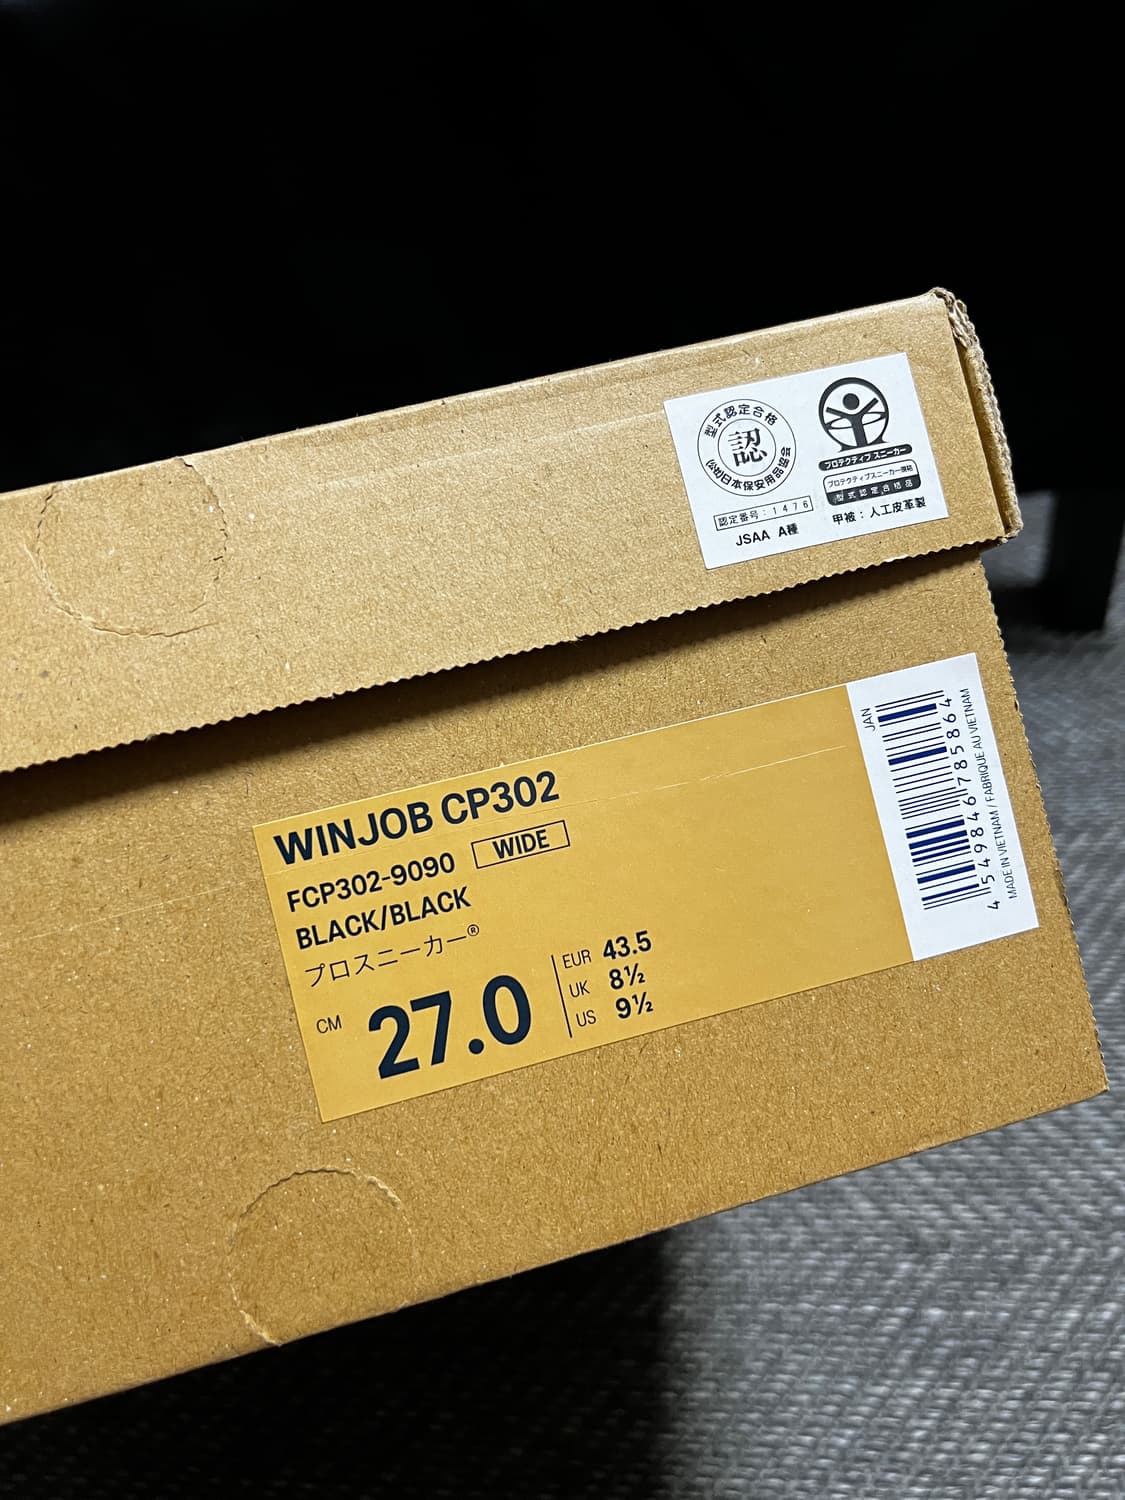 型式認定合格
認
(公社)日本保安用品協会
認定番号:1476
JSAA A種
プロテクティブ スニーカー
プロテクティブスニーカー規格
型式認定合格品
甲被:人工皮革製
WINJOB CP302
FCP302-9090 WIDE
BLACK/BLACK
プロスニーカー®
CM 27.0
EUR 43.5
UK 8½
US 9½
JAN
4549846785864
MADE IN VIETNAM / FABRIQUE AU VIETNAM